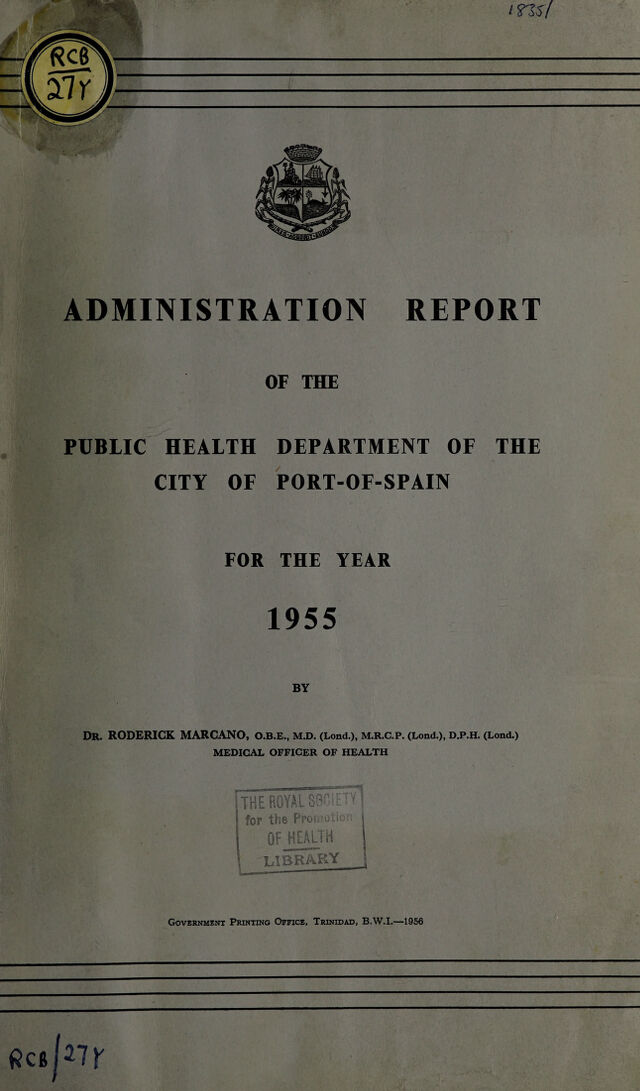 1835/
RCB
27Y
ADMINISTRATION REPORT
OF THE
PUBLIC HEALTH DEPARTMENT OF THE
CITY OF PORT-OF-SPAIN
FOR THE YEAR
1955
BY
DR. RODERICK MARCANO, O.B.E., M.D. (Lond.), M.R.C.P. (Lond.), D.P.H. (Lond.)
MEDICAL OFFICER OF HEALTH
THE ROYAL SOCIETY
for the Promotion
OF HEALTH
LIBRARY
GOVERNMENT PRINTING OFFICE, TRINIDAD, B.W.I.—1956
RCB/27Y